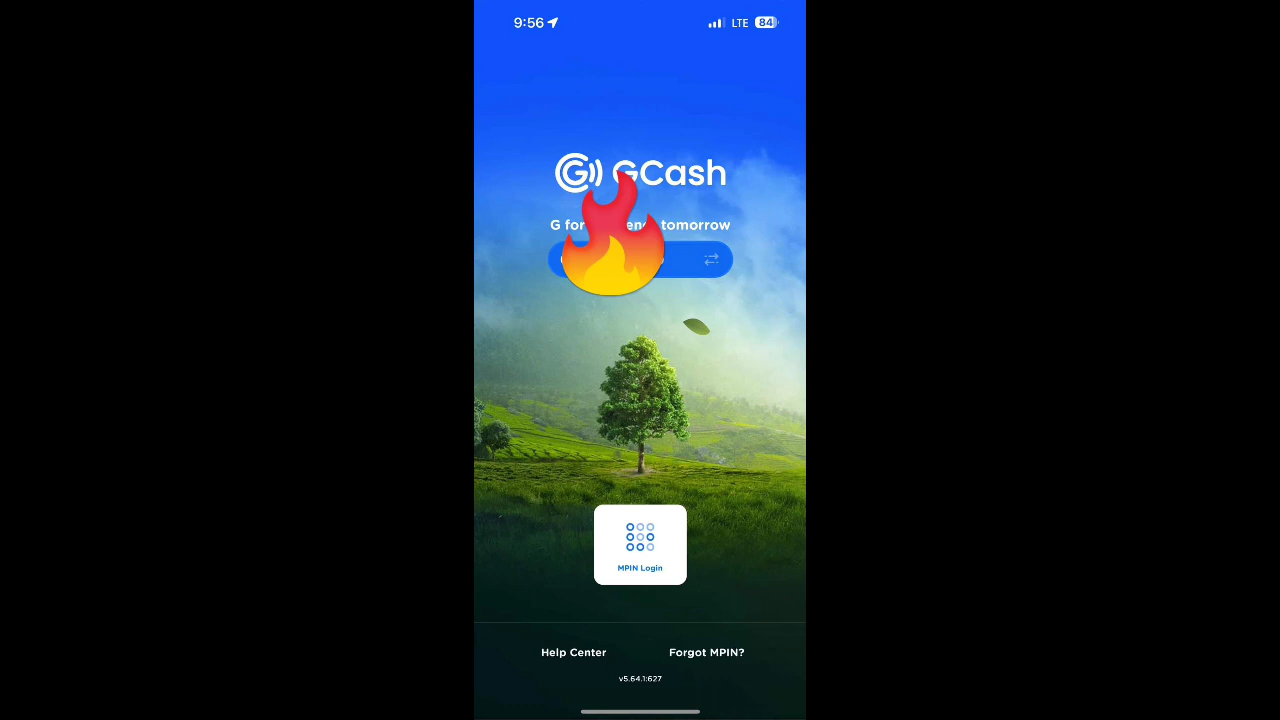 9:56 LTE 84
GCash
G for tomorrow
MPIN Login
Help Center Forgot MPIN?
v5.64.1:627